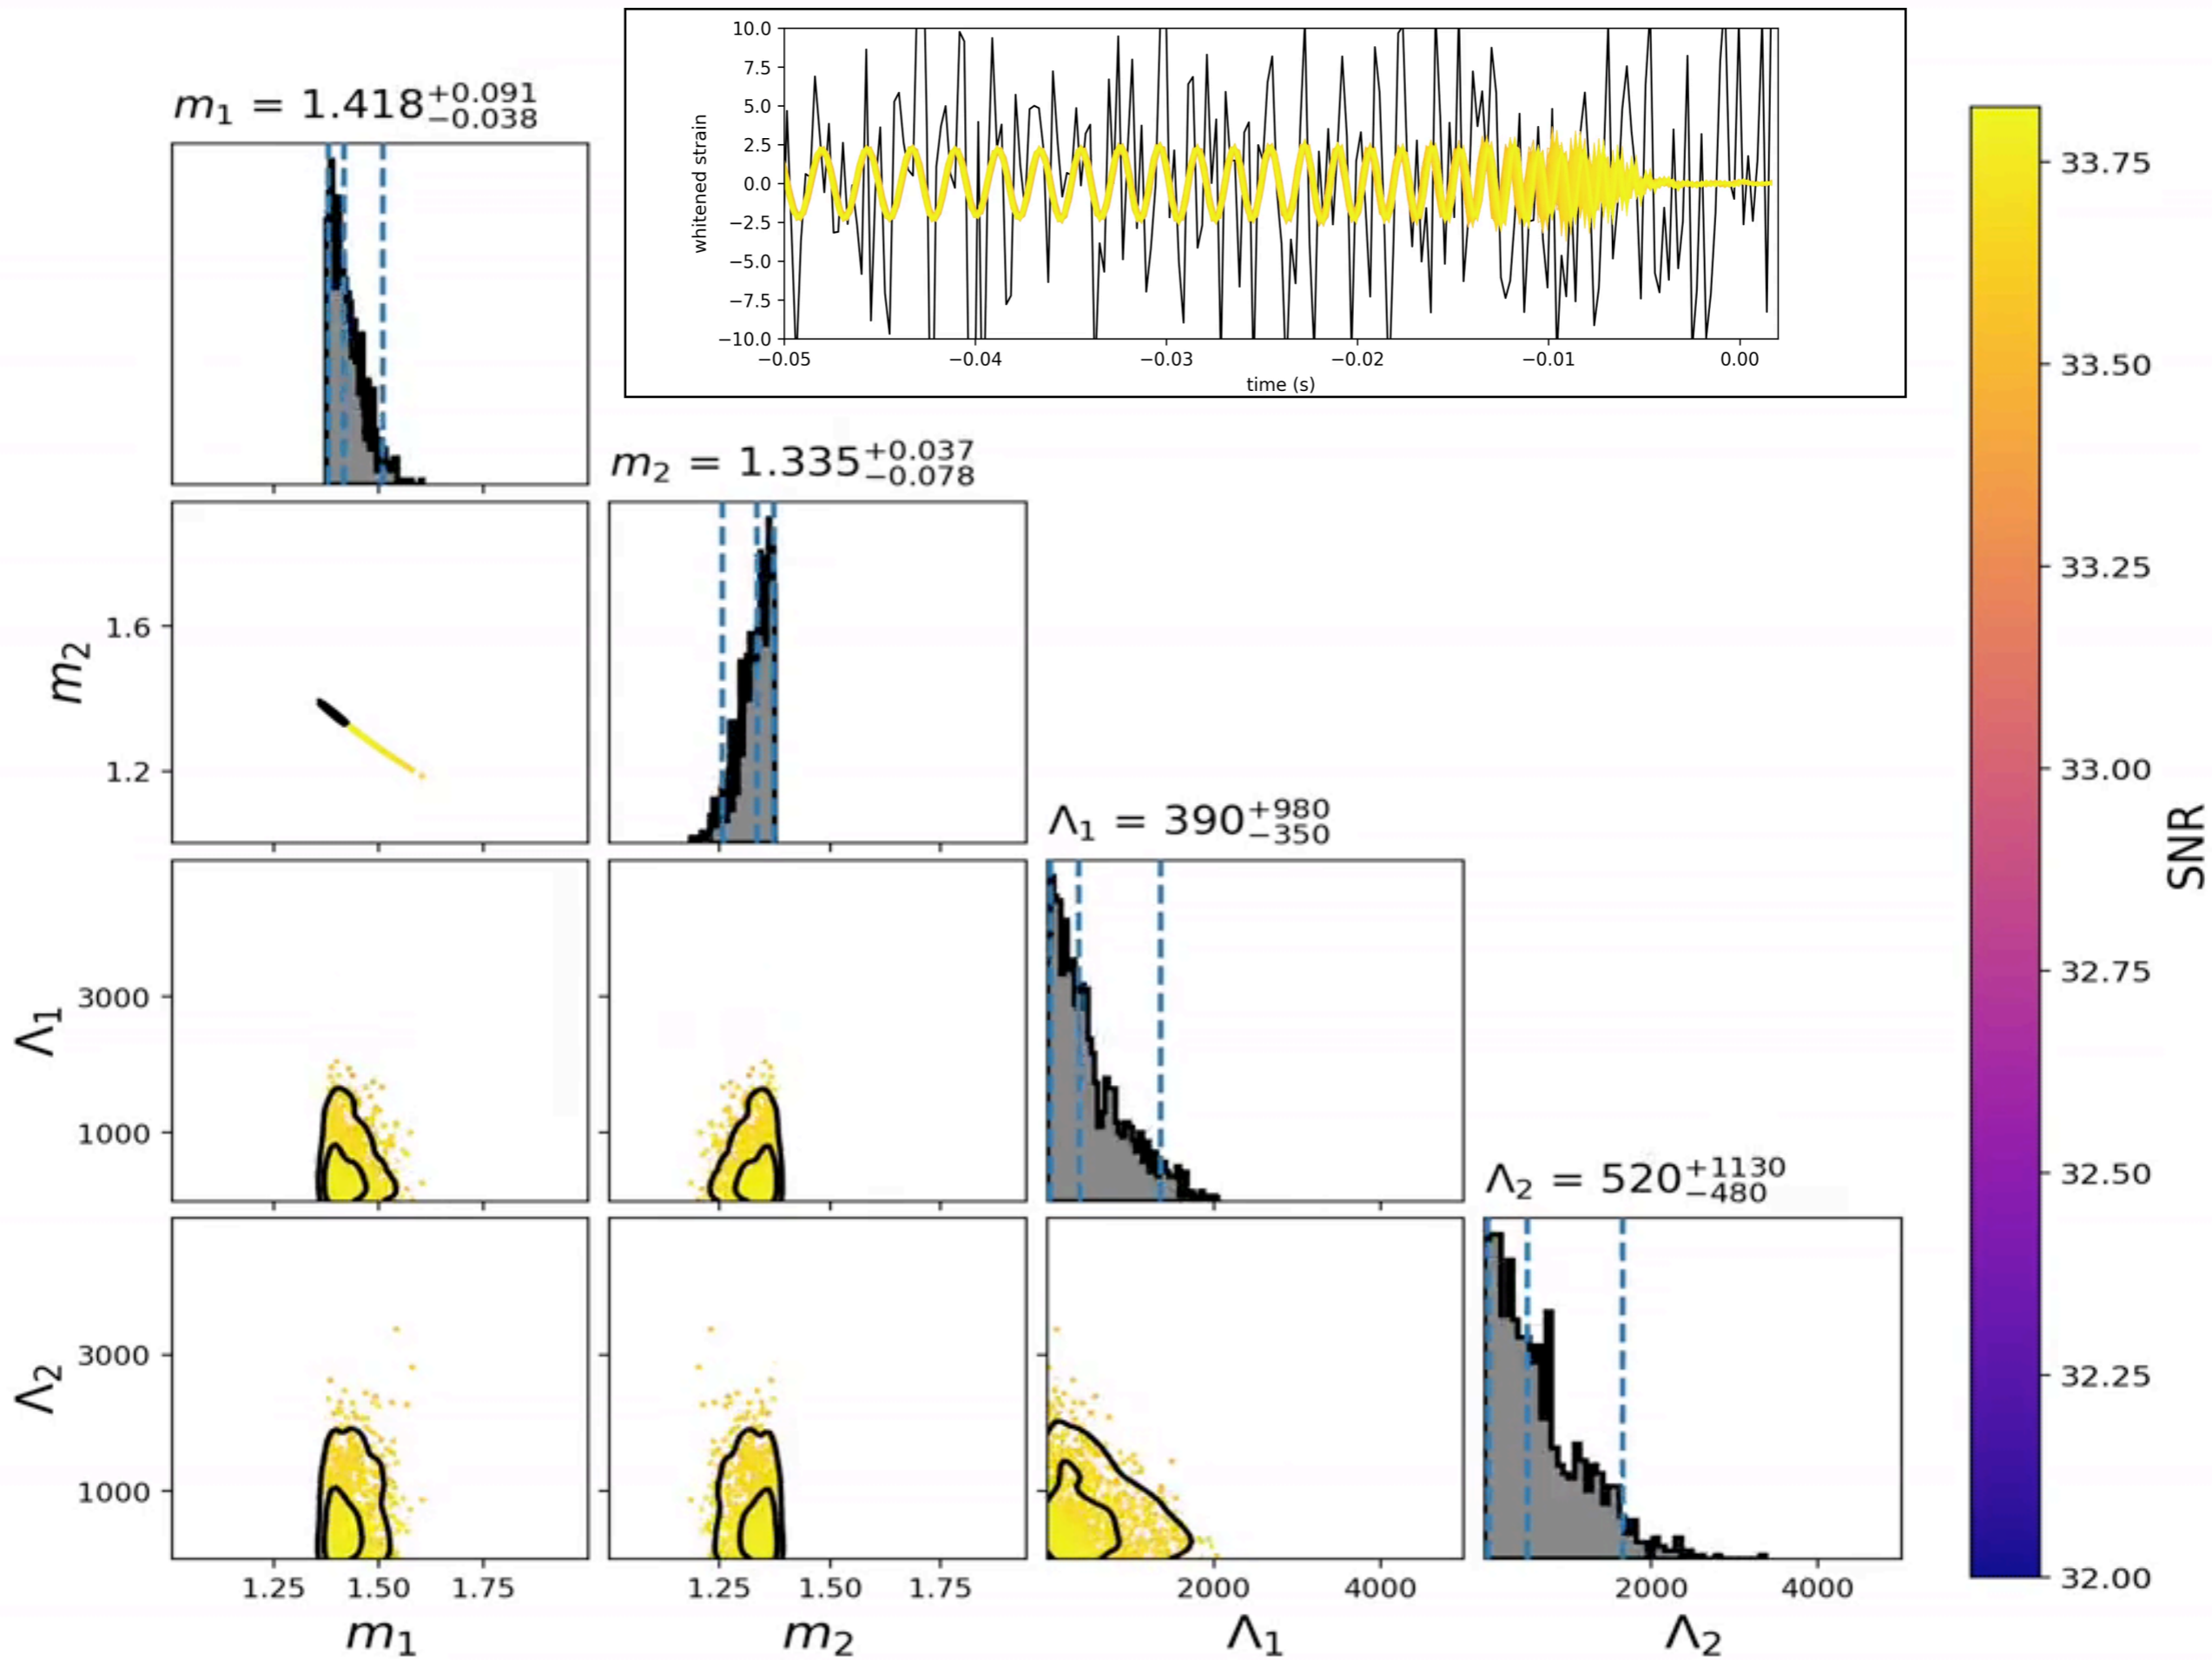 10.0
7.5
5.0
2.5
0.0
−2.5
−5.0
−7.5
−10.0
whitened strain
−0.05 −0.04 −0.03 −0.02 −0.01 0.00
time (s)
m₁ = 1.418 +0.091 −0.038
m₂ = 1.335 +0.037 −0.078
m₂
1.6
1.2
Λ₁ = 390 +980 −350
Λ₁
3000
1000
Λ₂ = 520 +1130 −480
Λ₂
3000
1000
1.25 1.50 1.75
m₁
1.25 1.50 1.75
m₂
2000 4000
Λ₁
2000 4000
Λ₂
33.75
33.50
33.25
33.00
32.75
32.50
32.25
32.00
SNR